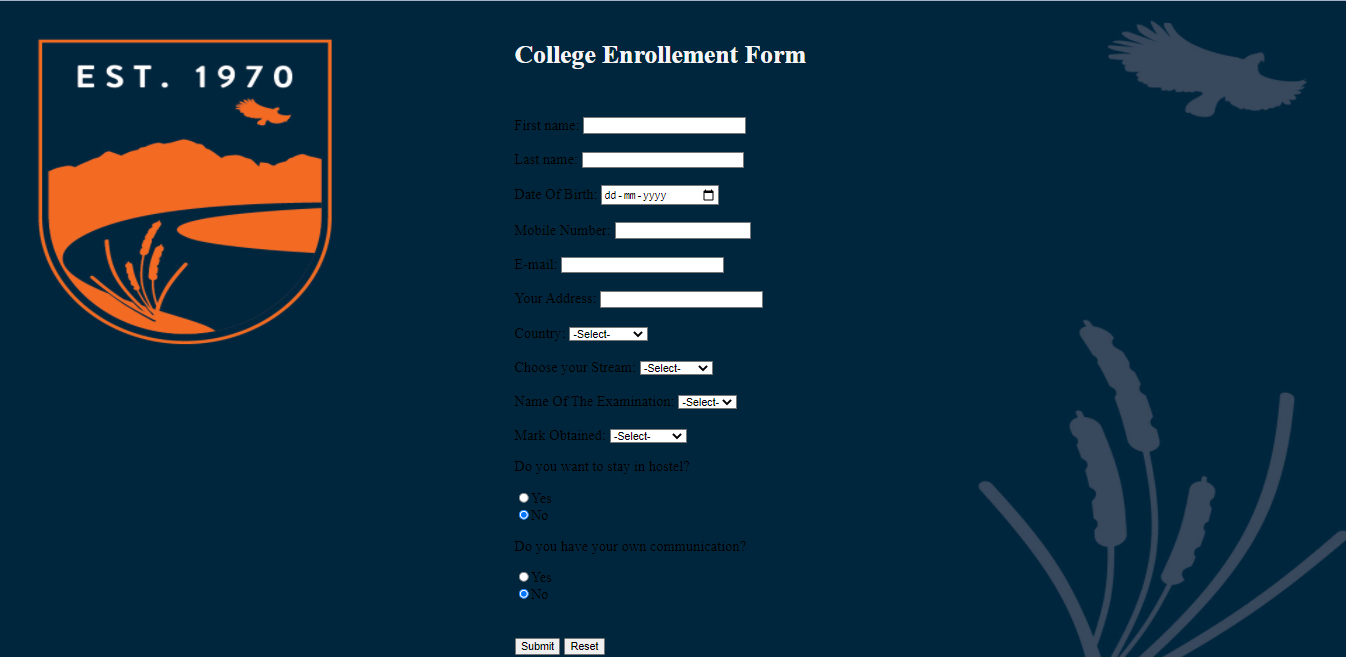 EST. 1970
College Enrollement Form
First name:
Last name:
Date Of Birth: dd-mm-yyyy
Mobile Number:
E-mail:
Your Address:
Country: -Select-
Choose your Stream: -Select-
Name Of The Examination: -Select-
Mark Obtained: -Select-
Do you want to stay in hostel?
Yes
No
Do you have your own communication?
Yes
No
Submit Reset